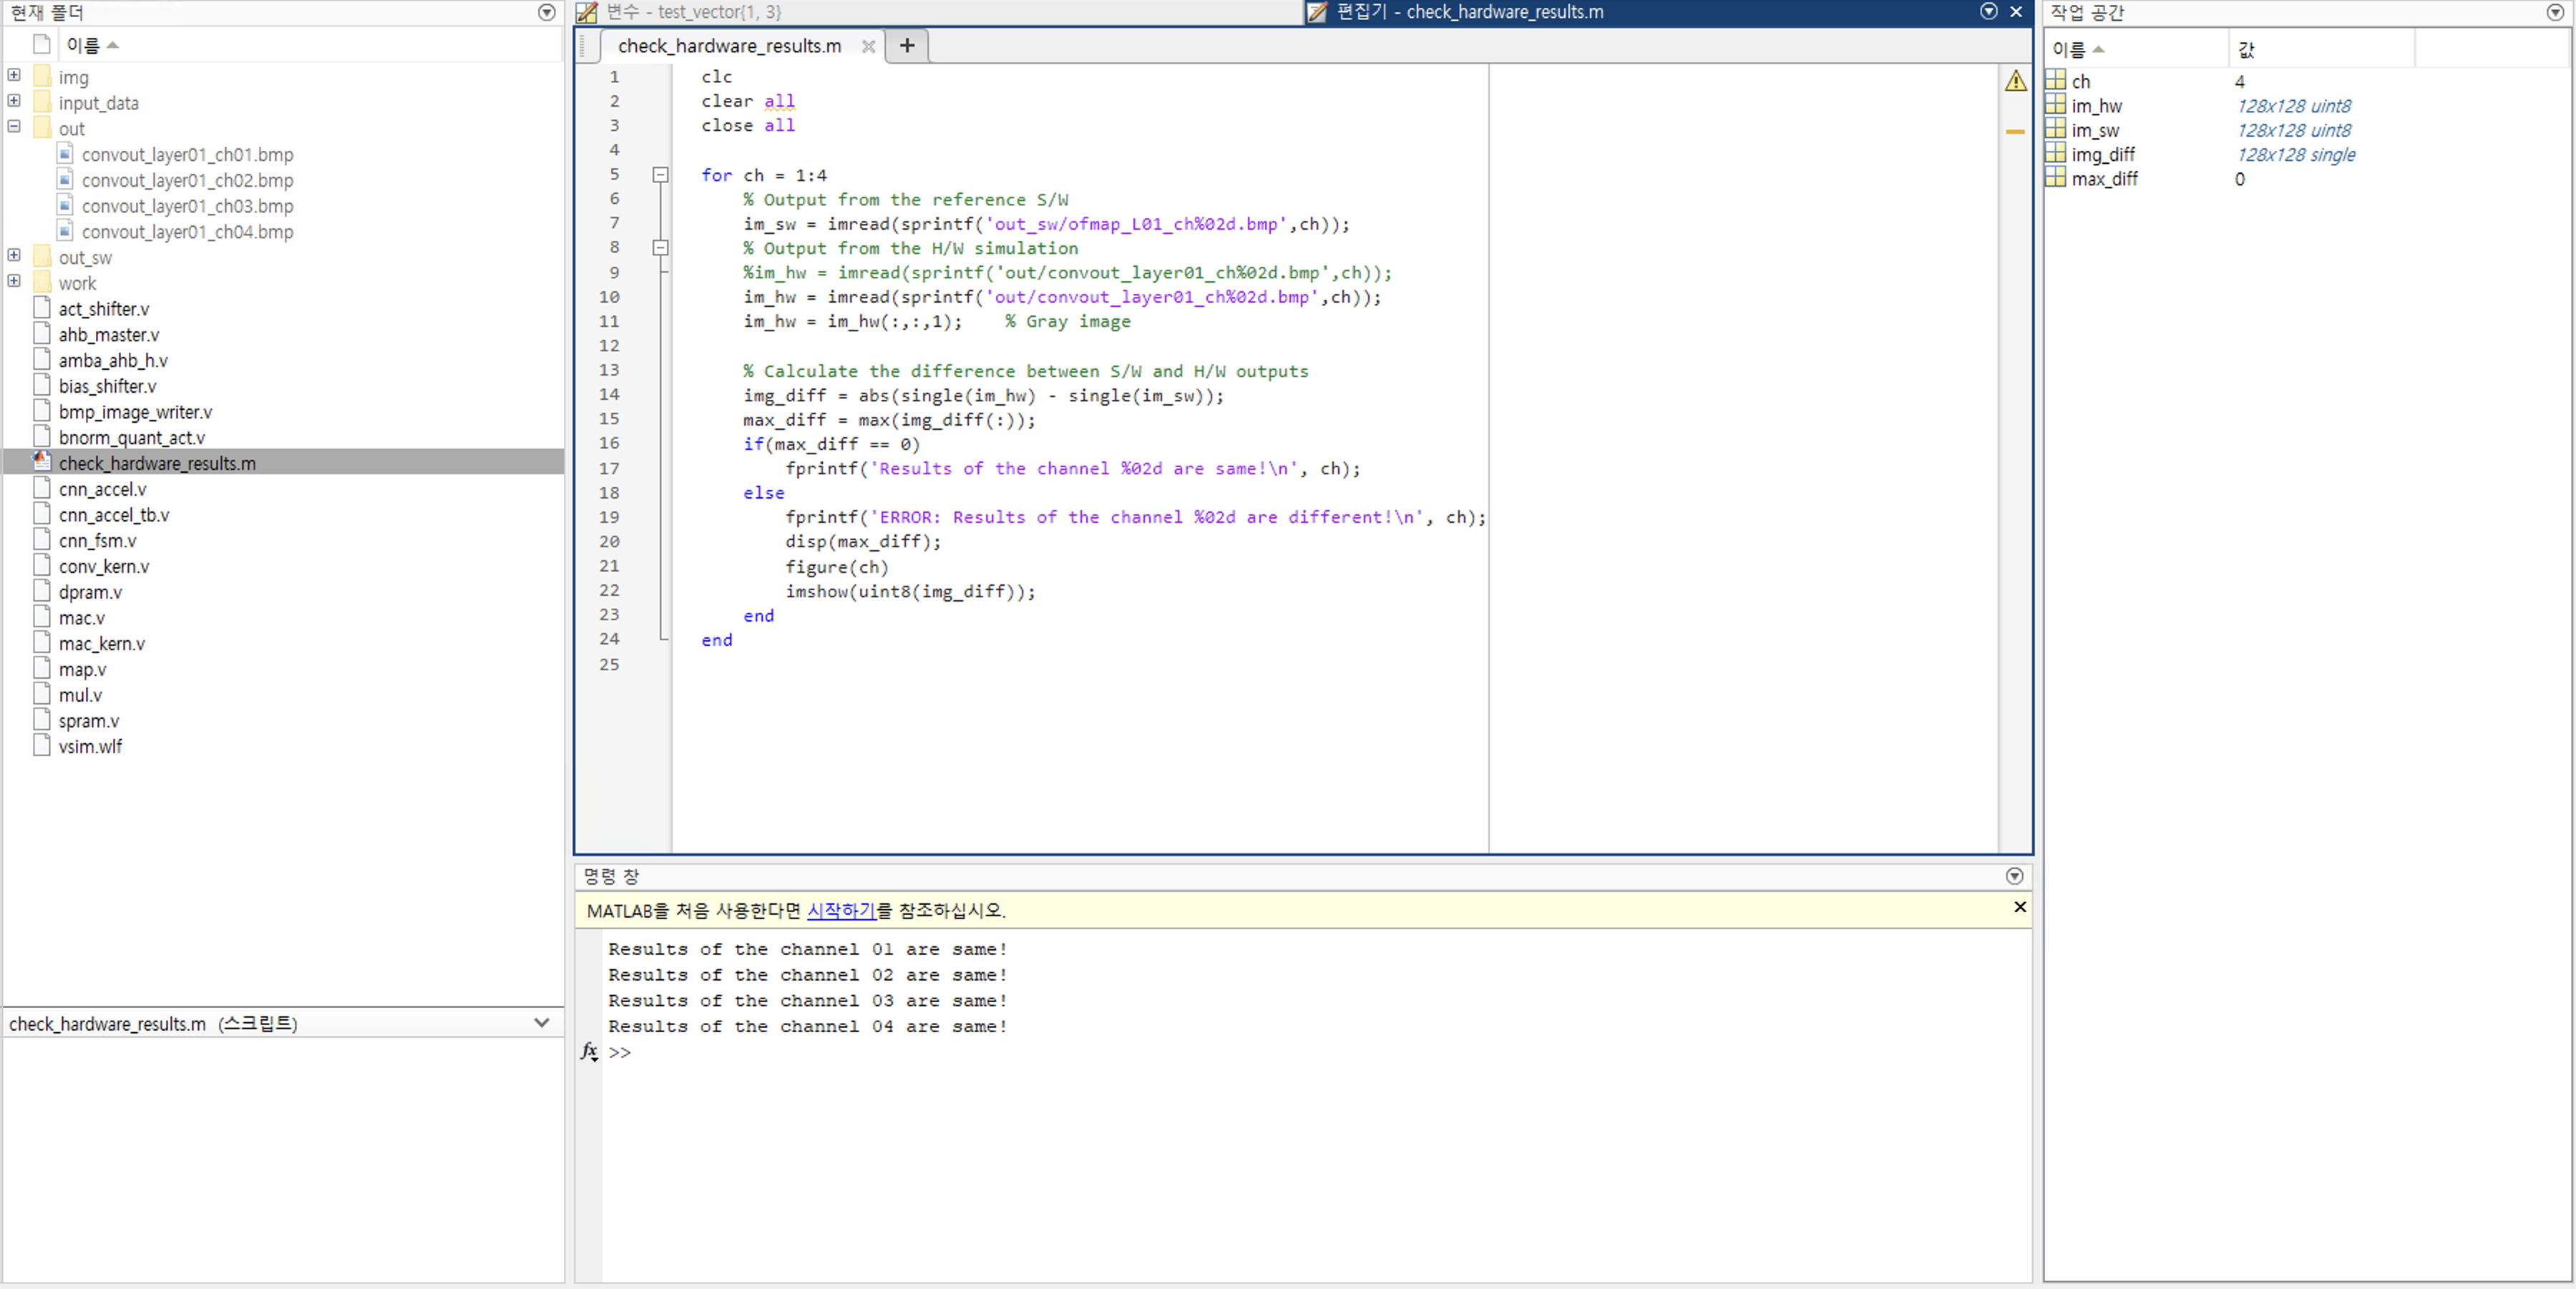 현재 폴더
이름
img
input_data
out
convout_layer01_ch01.bmp
convout_layer01_ch02.bmp
convout_layer01_ch03.bmp
convout_layer01_ch04.bmp
out_sw
work
act_shifter.v
ahb_master.v
amba_ahb_h.v
bias_shifter.v
bmp_image_writer.v
bnorm_quant_act.v
check_hardware_results.m
cnn_accel.v
cnn_accel_tb.v
cnn_fsm.v
conv_kern.v
dpram.v
mac.v
mac_kern.v
map.v
mul.v
spram.v
vsim.wlf
check_hardware_results.m (스크립트)
변수 - test_vector{1, 3}
편집기 - check_hardware_results.m
check_hardware_results.m
1 clc
2 clear all
3 close all
4
5 for ch = 1:4
6 % Output from the reference S/W
7 im_sw = imread(sprintf('out_sw/ofmap_L01_ch%02d.bmp',ch));
8 % Output from the H/W simulation
9 %im_hw = imread(sprintf('out/convout_layer01_ch%02d.bmp',ch));
10 im_hw = imread(sprintf('out/convout_layer01_ch%02d.bmp',ch));
11 im_hw = im_hw(:,:,1); % Gray image
12
13 % Calculate the difference between S/W and H/W outputs
14 img_diff = abs(single(im_hw) - single(im_sw));
15 max_diff = max(img_diff(:));
16 if(max_diff == 0)
17 fprintf('Results of the channel %02d are same!\n', ch);
18 else
19 fprintf('ERROR: Results of the channel %02d are different!\n', ch);
20 disp(max_diff);
21 figure(ch)
22 imshow(uint8(img_diff));
23 end
24 end
25
명령 창
MATLAB을 처음 사용한다면 시작하기를 참조하십시오.
Results of the channel 01 are same!
Results of the channel 02 are same!
Results of the channel 03 are same!
Results of the channel 04 are same!
fx >>
작업 공간
이름 값
ch 4
im_hw 128x128 uint8
im_sw 128x128 uint8
img_diff 128x128 single
max_diff 0